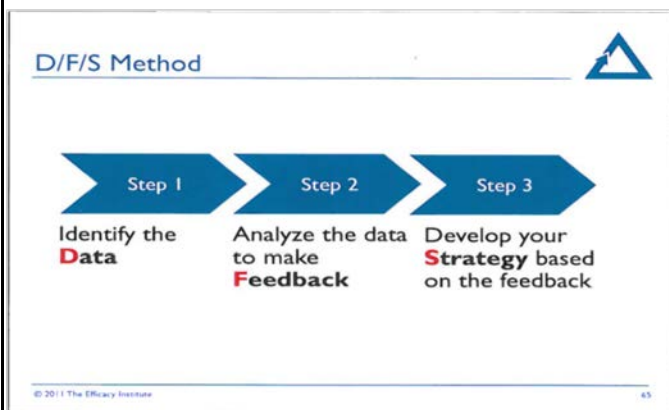 D/F/S Method
Step 1
Step 2
Step 3
Identify the
Data
Analyze the data
to make
Feedback
Develop your
Strategy based
on the feedback
© 2011 The Efficacy Institute
65